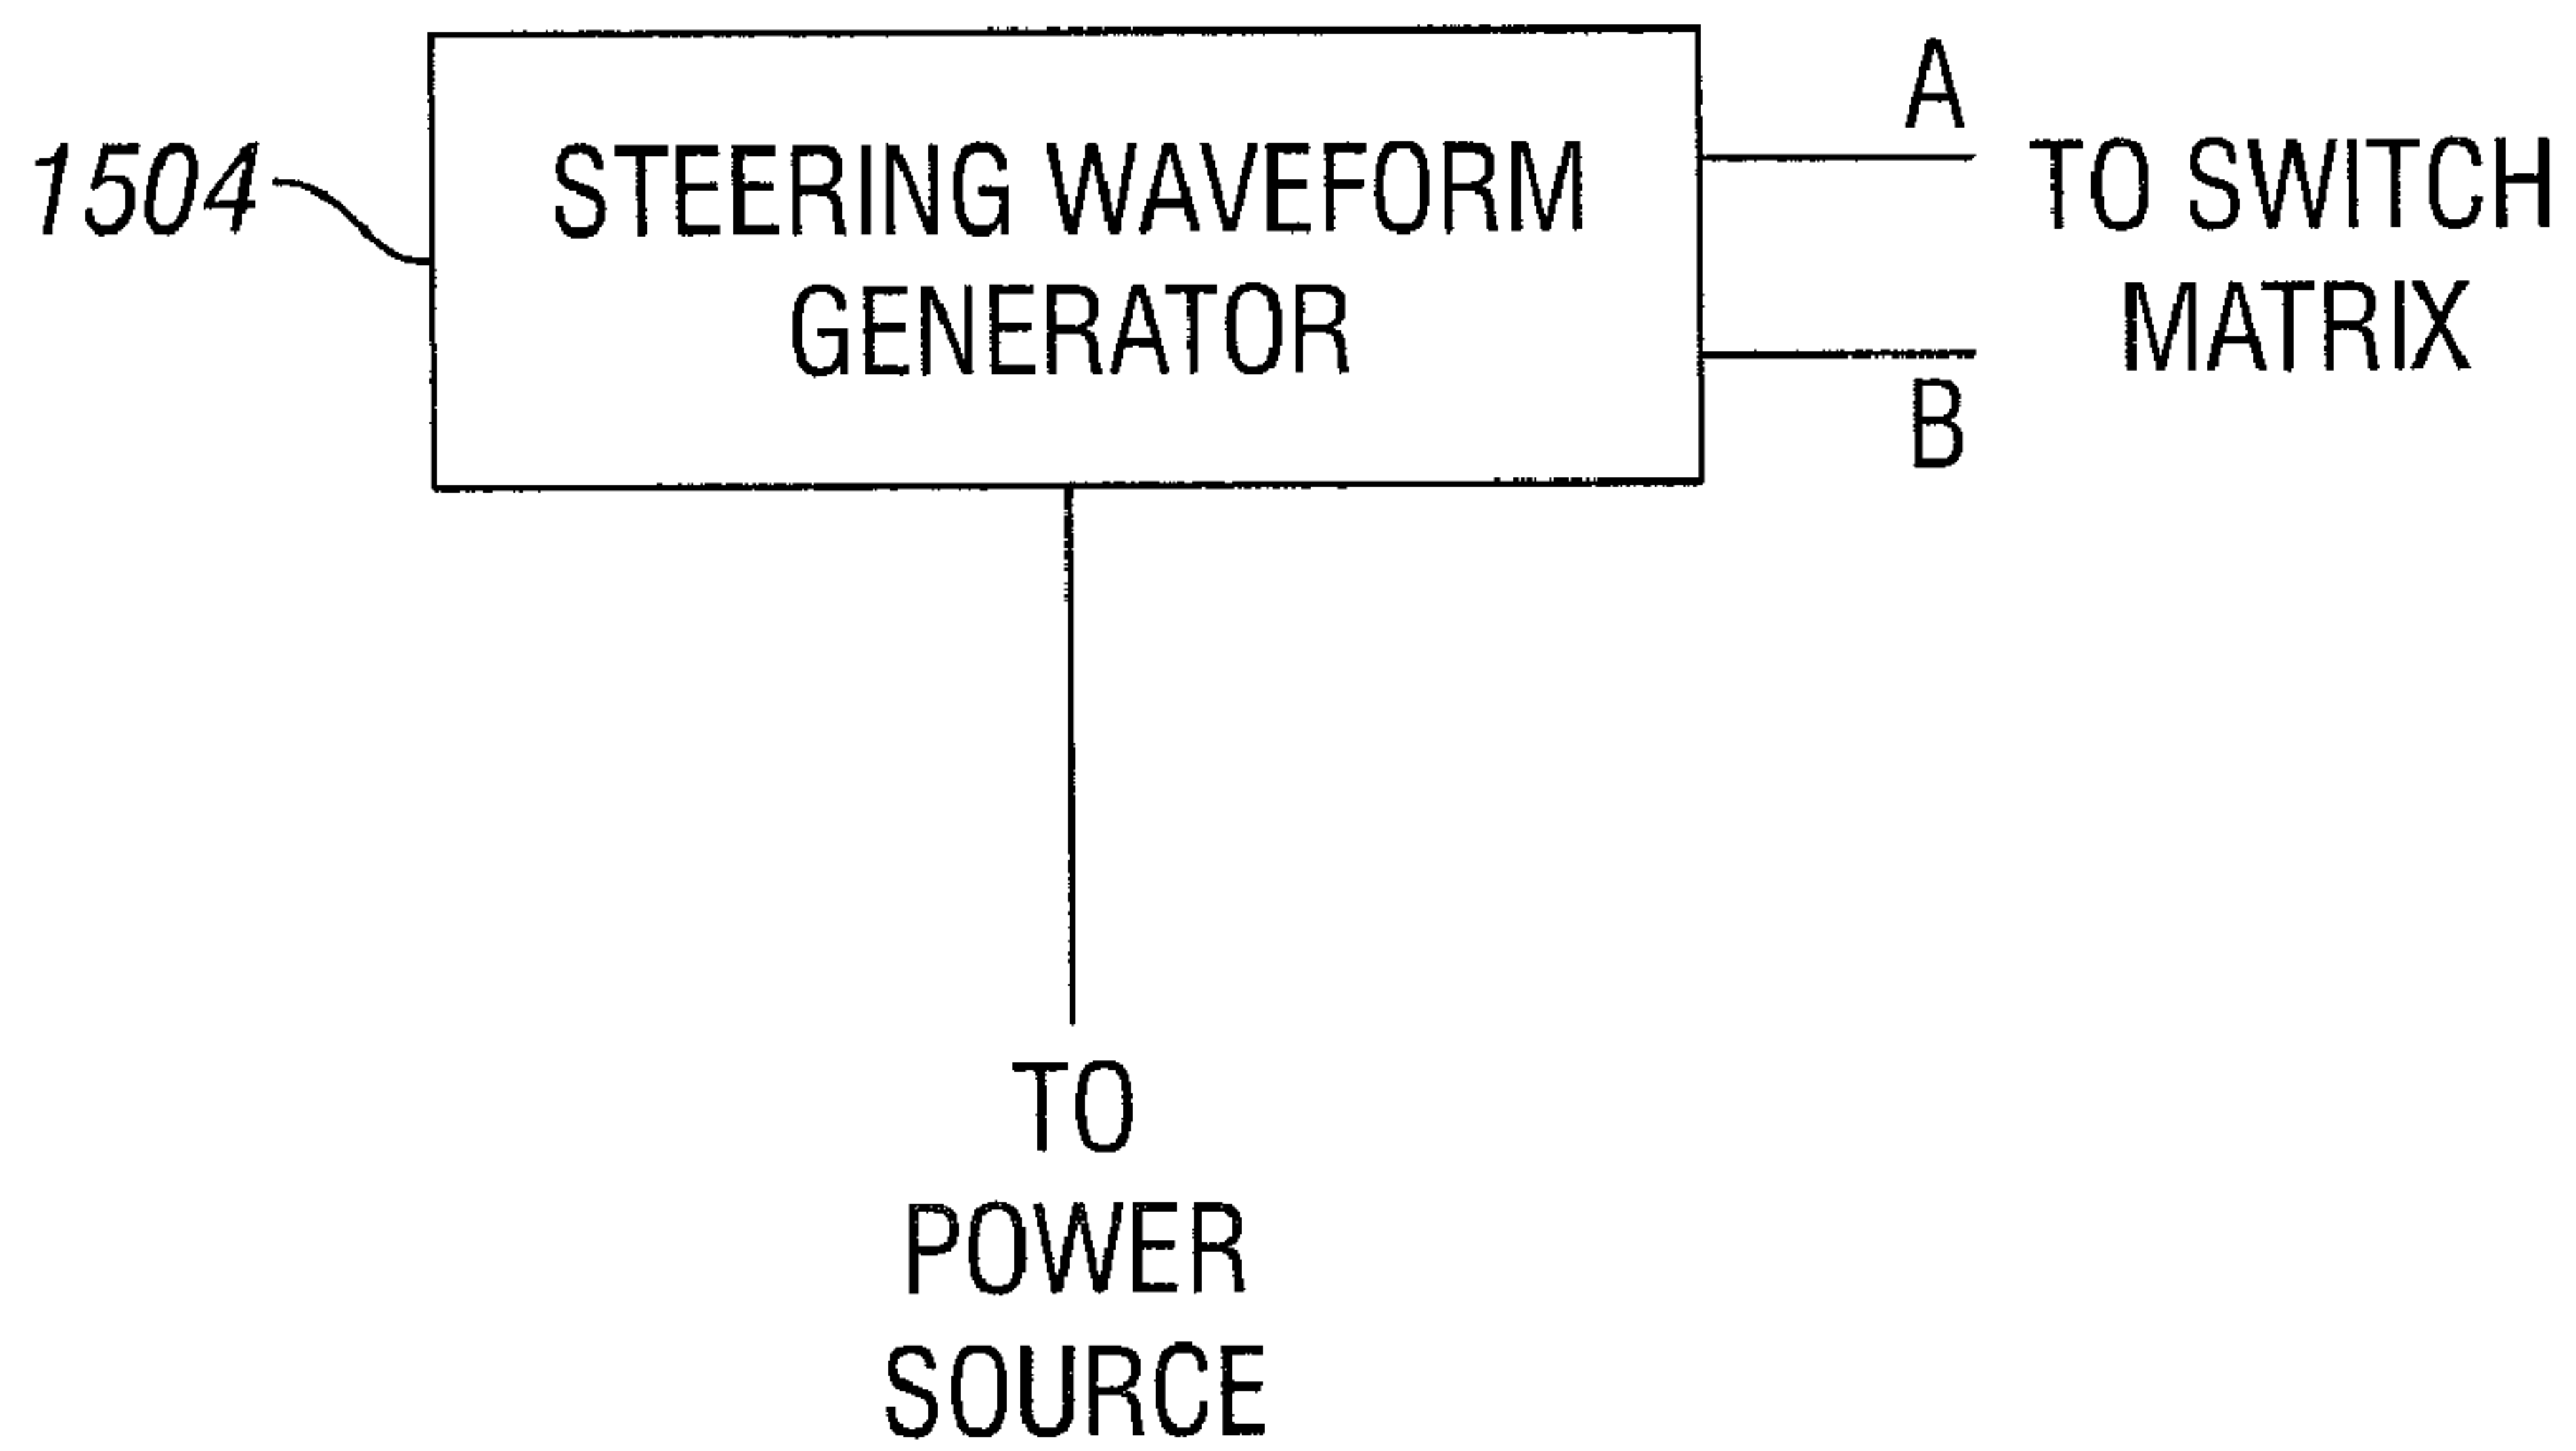 1504
STEERING WAVEFORM
GENERATOR
A
TO SWITCH
MATRIX
B
TO
POWER
SOURCE